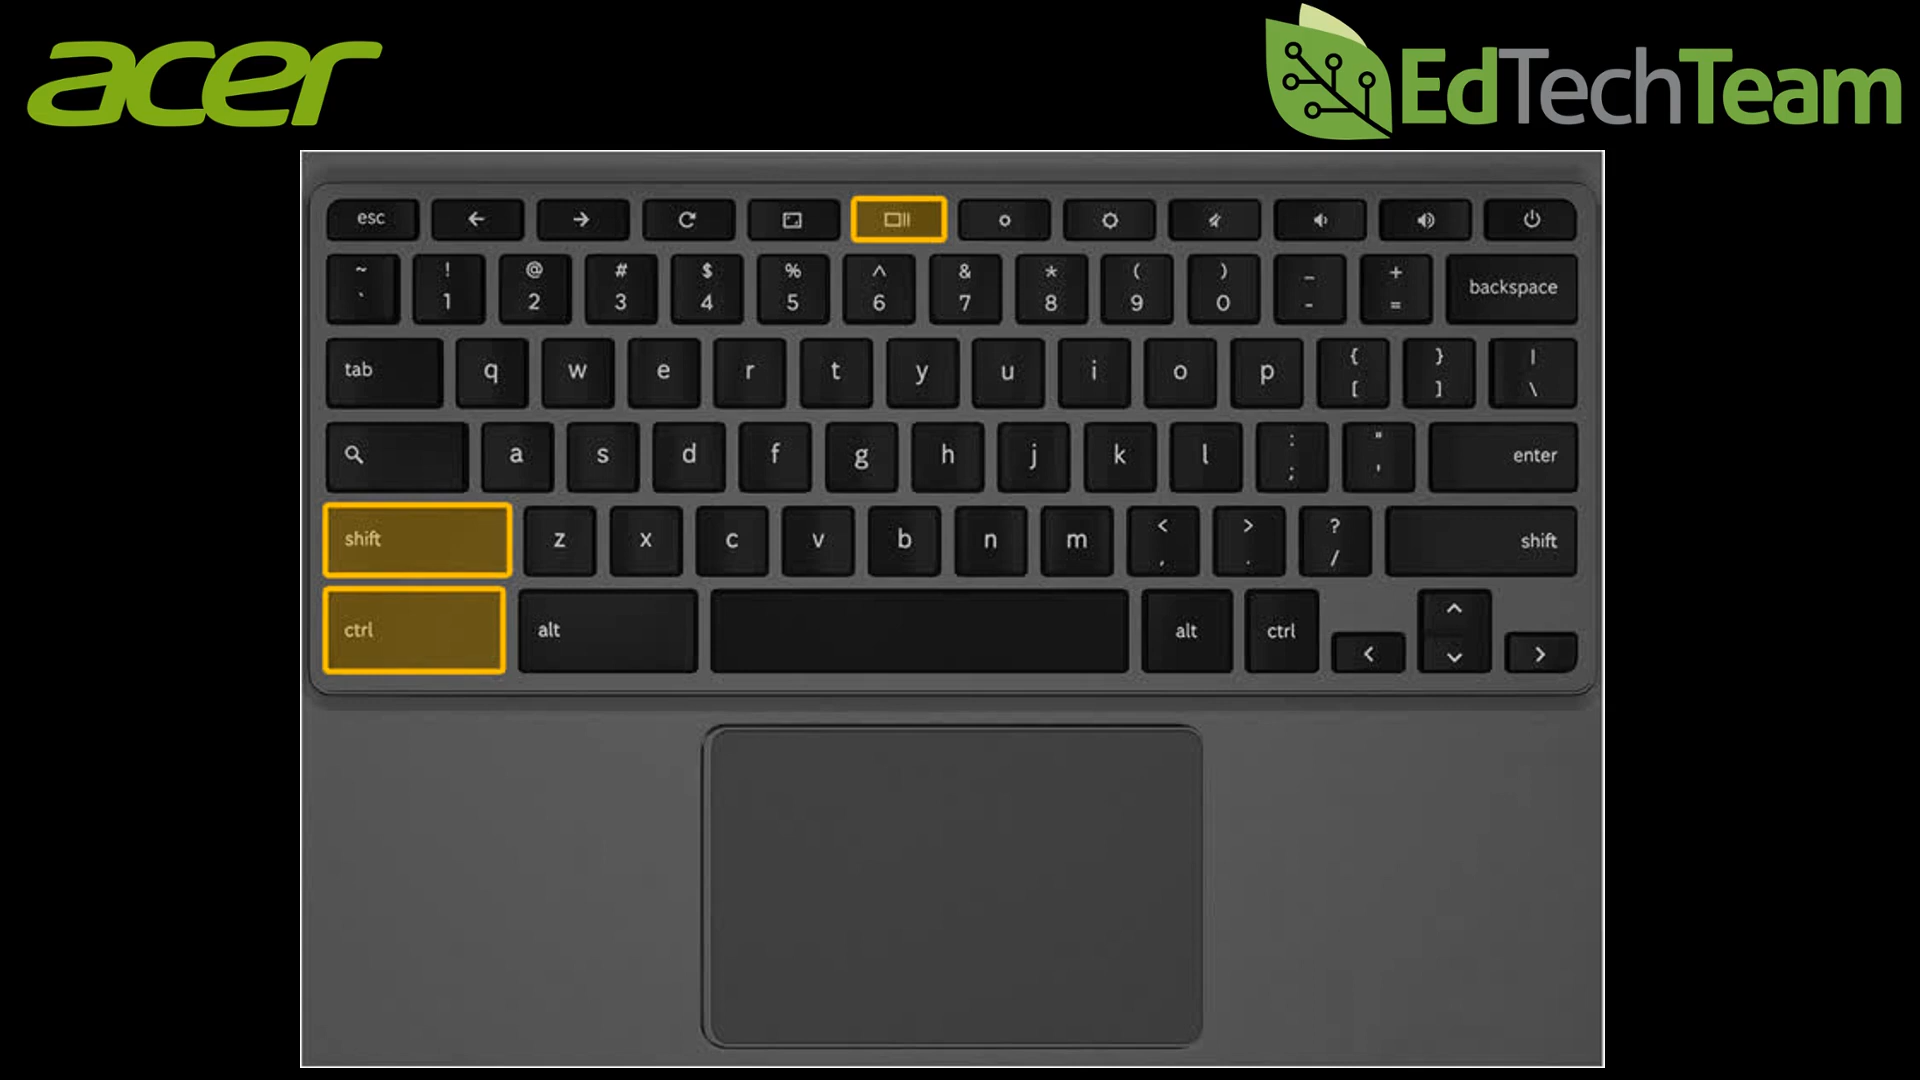 acer
EdTechTeam
esc
~ ! @ # $ % ^ & * ( ) _ +
` 1 2 3 4 5 6 7 8 9 0 - = backspace
tab q w e r t y u i o p { } |
[ ] \
a s d f g h j k l : " enter
; '
shift z x c v b n m < > ? shift
, . /
ctrl alt alt ctrl